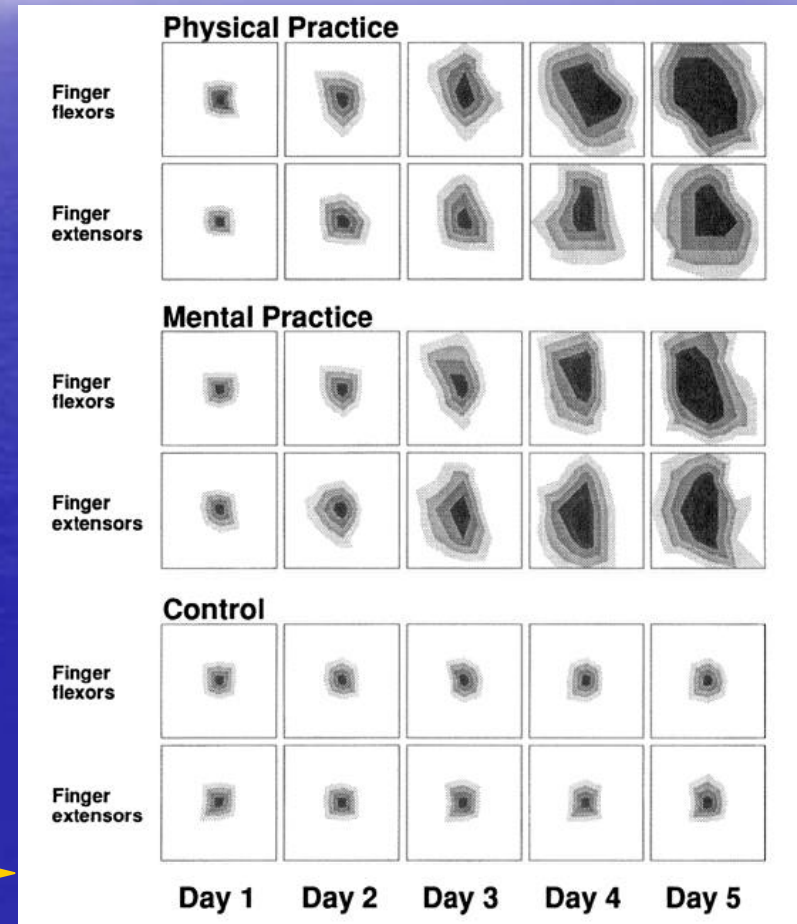 Physical Practice
Finger
flexors
Finger
extensors
Mental Practice
Finger
flexors
Finger
extensors
Control
Finger
flexors
Finger
extensors
Day 1 Day 2 Day 3 Day 4 Day 5